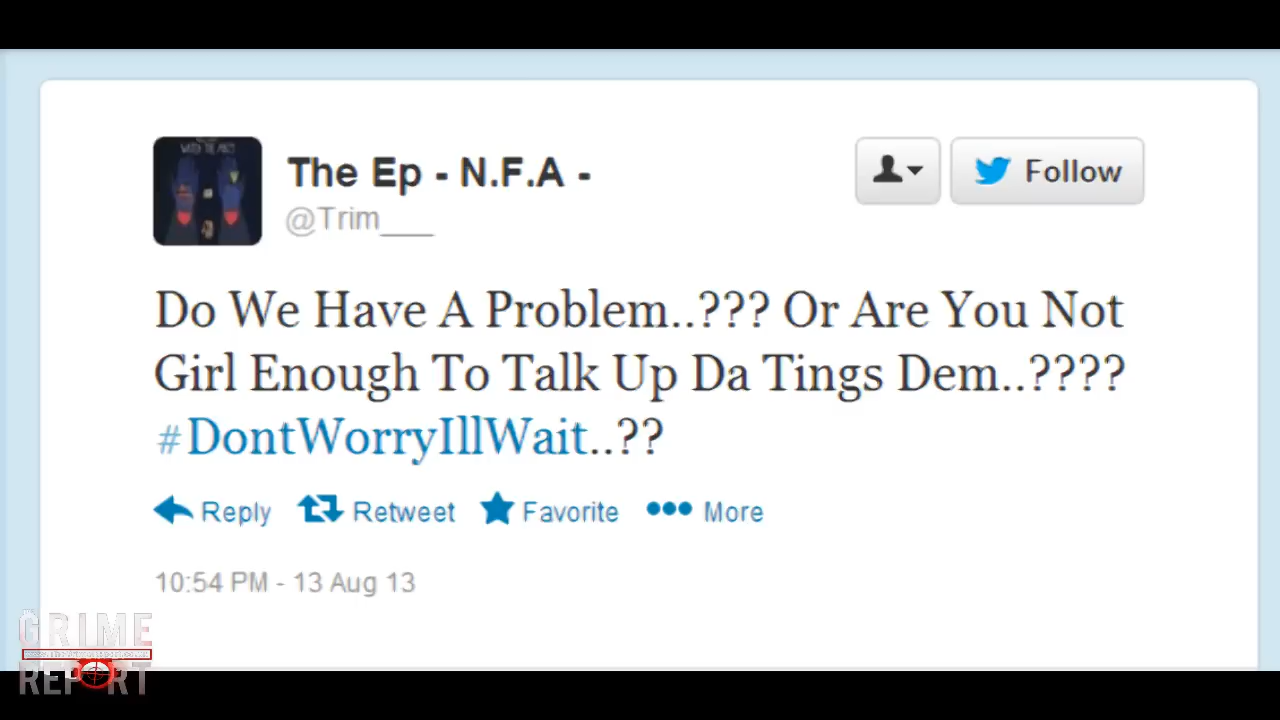 The Ep - N.F.A -
@Trim___
Follow
Do We Have A Problem..??? Or Are You Not
Girl Enough To Talk Up Da Tings Dem..????
#DontWorryIllWait..??
Reply Retweet Favorite More
10:54 PM - 13 Aug 13
GRIME
REPORT